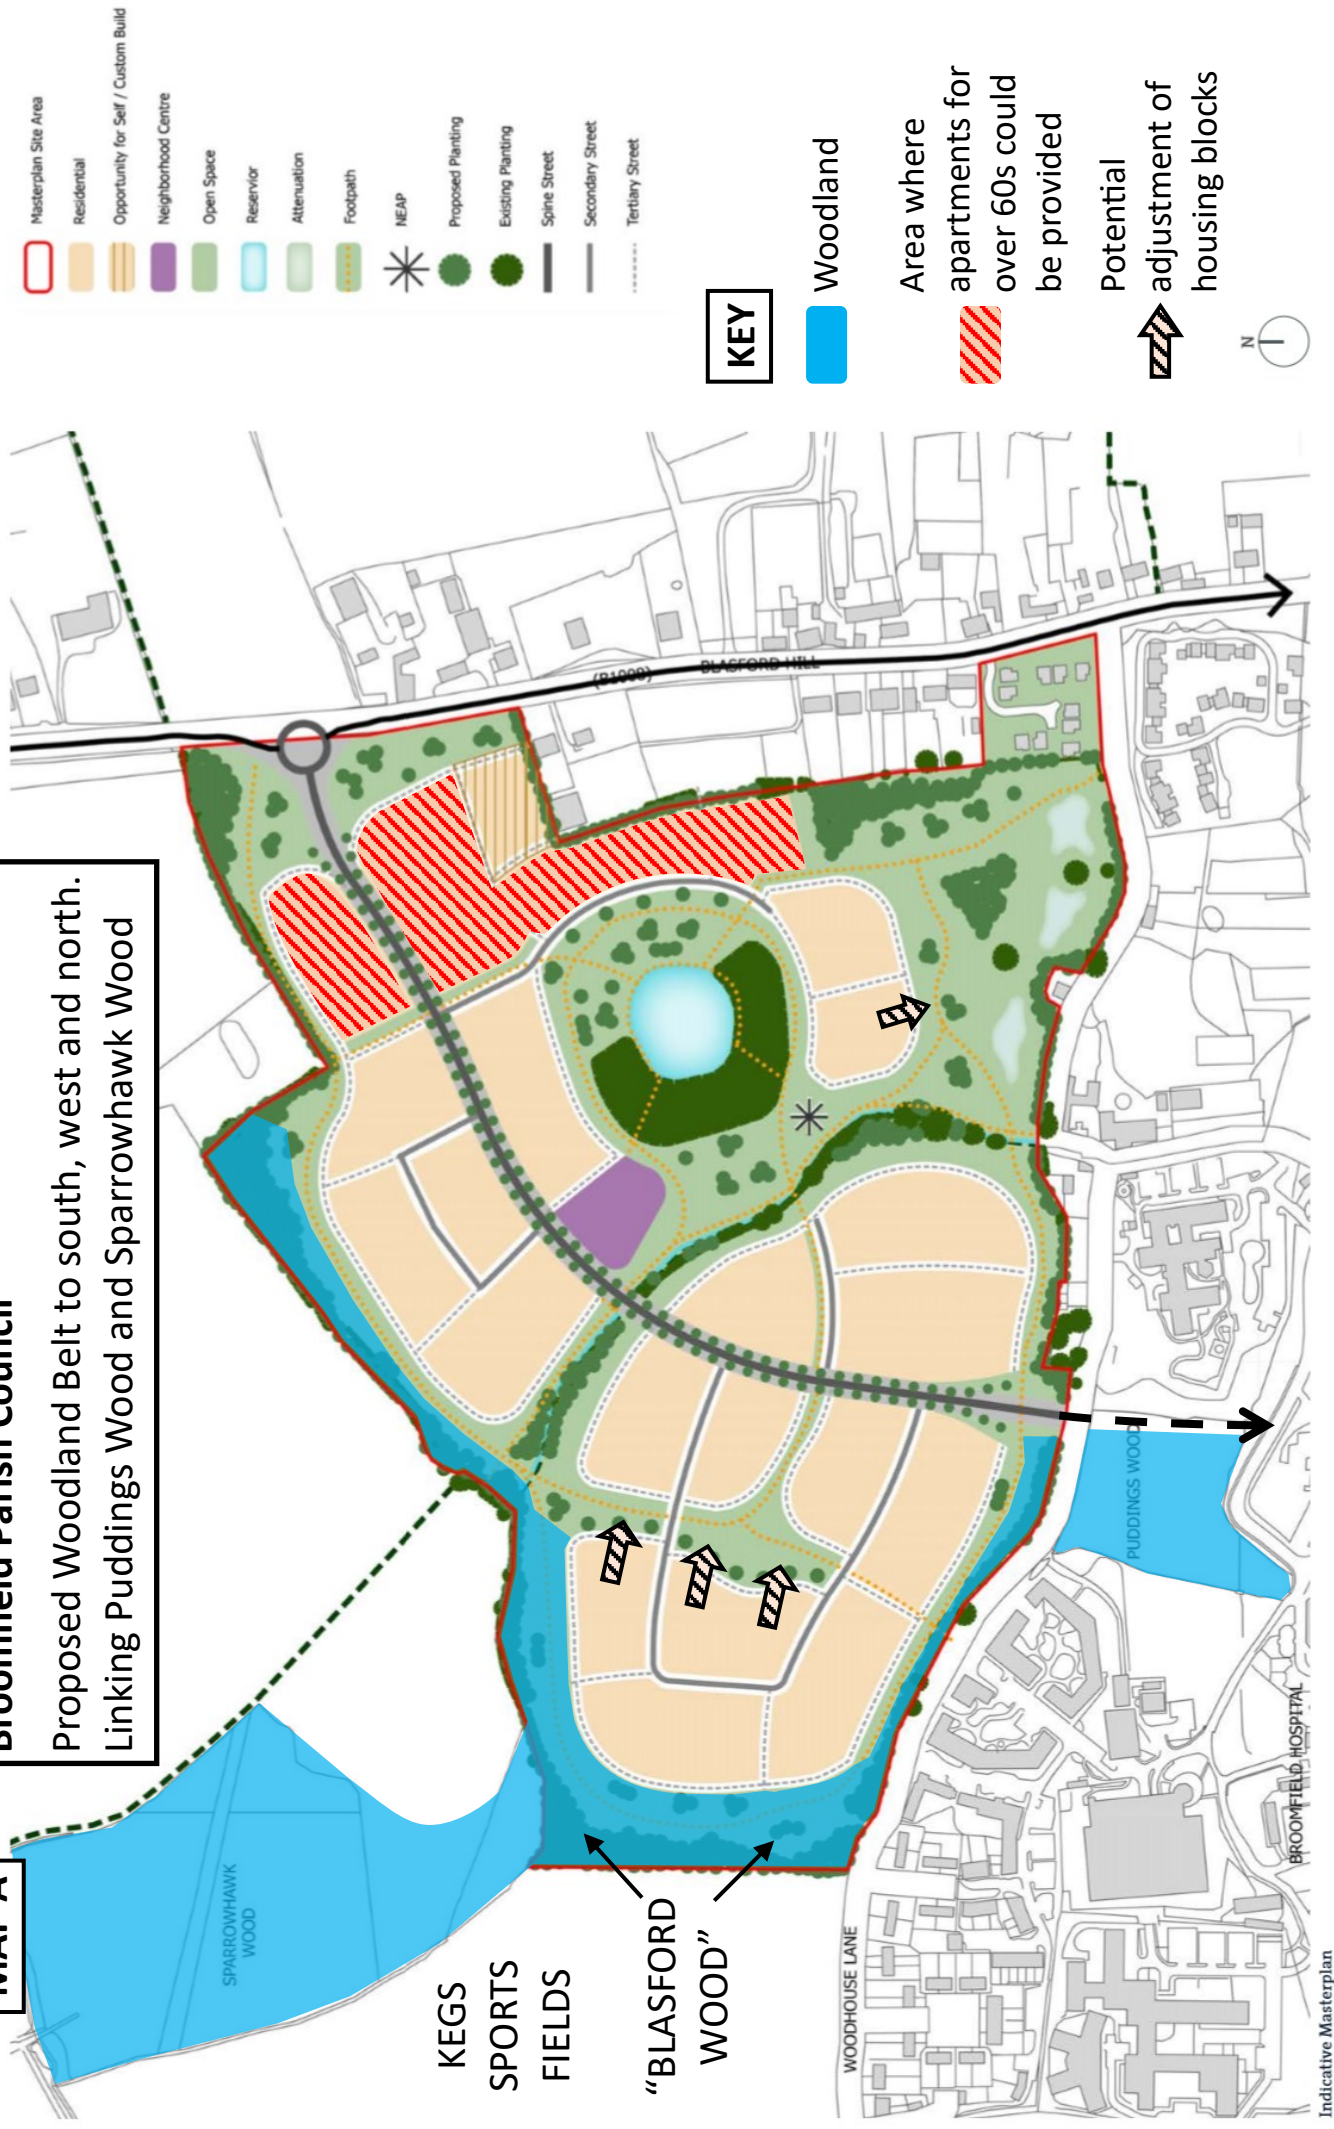 MAP A
Broomfield Parish Council
Proposed Woodland Belt to south, west and north.
Linking Puddings Wood and Sparrowhawk Wood
SPARROWHAWK
WOOD
KEGS
SPORTS
FIELDS
“BLASFORD
WOOD”
WOODHOUSE LANE
BROOMFIELD HOSPITAL
PUDDINGS WOOD
(B1008)
BLASFORD HILL
Masterplan Site Area
Residential
Opportunity for Self / Custom Build
Neighborhood Centre
Open Space
Reservior
Attenuation
Footpath
NEAP
Proposed Planting
Existing Planting
Spine Street
Secondary Street
Tertiary Street
KEY
Woodland
Area where
apartments for
over 60s could
be provided
Potential
adjustment of
housing blocks
N
Indicative Masterplan